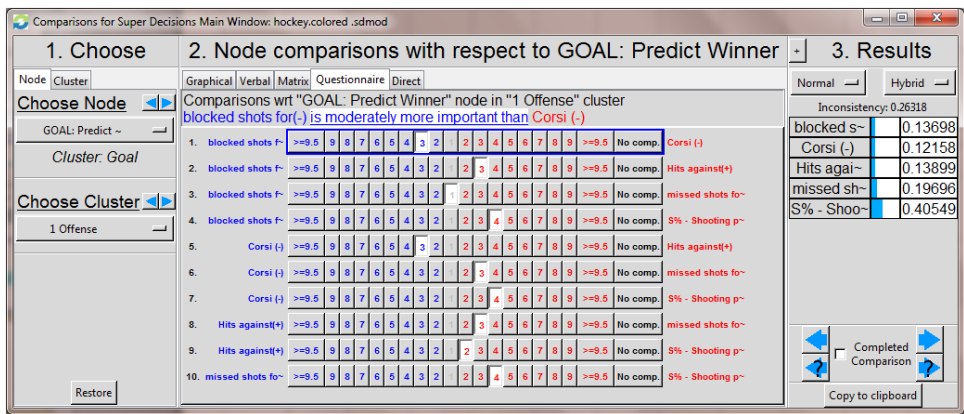 Comparisons for Super Decisions Main Window: hockey.colored .sdmod
1. Choose
Node Cluster
Choose Node
GOAL: Predict ~
Cluster: Goal
Choose Cluster
1 Offense
Restore
2. Node comparisons with respect to GOAL: Predict Winner
Graphical Verbal Matrix Questionnaire Direct
Comparisons wrt "GOAL: Predict Winner" node in "1 Offense" cluster
blocked shots for(-) is moderately more important than Corsi (-)
1. blocked shots f~ >=9.5 9 8 7 6 5 4 3 2 1 2 3 4 5 6 7 8 9 >=9.5 No comp. Corsi (-)
2. blocked shots f~ >=9.5 9 8 7 6 5 4 3 2 1 2 3 4 5 6 7 8 9 >=9.5 No comp. Hits against(+)
3. blocked shots f~ >=9.5 9 8 7 6 5 4 3 2 1 2 3 4 5 6 7 8 9 >=9.5 No comp. missed shots fo~
4. blocked shots f~ >=9.5 9 8 7 6 5 4 3 2 1 2 3 4 5 6 7 8 9 >=9.5 No comp. S% - Shooting p~
5. Corsi (-) >=9.5 9 8 7 6 5 4 3 2 1 2 3 4 5 6 7 8 9 >=9.5 No comp. Hits against(+)
6. Corsi (-) >=9.5 9 8 7 6 5 4 3 2 1 2 3 4 5 6 7 8 9 >=9.5 No comp. missed shots fo~
7. Corsi (-) >=9.5 9 8 7 6 5 4 3 2 1 2 3 4 5 6 7 8 9 >=9.5 No comp. S% - Shooting p~
8. Hits against(+) >=9.5 9 8 7 6 5 4 3 2 1 2 3 4 5 6 7 8 9 >=9.5 No comp. missed shots fo~
9. Hits against(+) >=9.5 9 8 7 6 5 4 3 2 1 2 3 4 5 6 7 8 9 >=9.5 No comp. S% - Shooting p~
10. missed shots fo~ >=9.5 9 8 7 6 5 4 3 2 1 2 3 4 5 6 7 8 9 >=9.5 No comp. S% - Shooting p~
+ 3. Results
Normal Hybrid
Inconsistency: 0.26318
blocked s~ 0.13698
Corsi (-) 0.12158
Hits agai~ 0.13899
missed sh~ 0.19696
S% - Shoo~ 0.40549
Completed
Comparison
? ?
Copy to clipboard